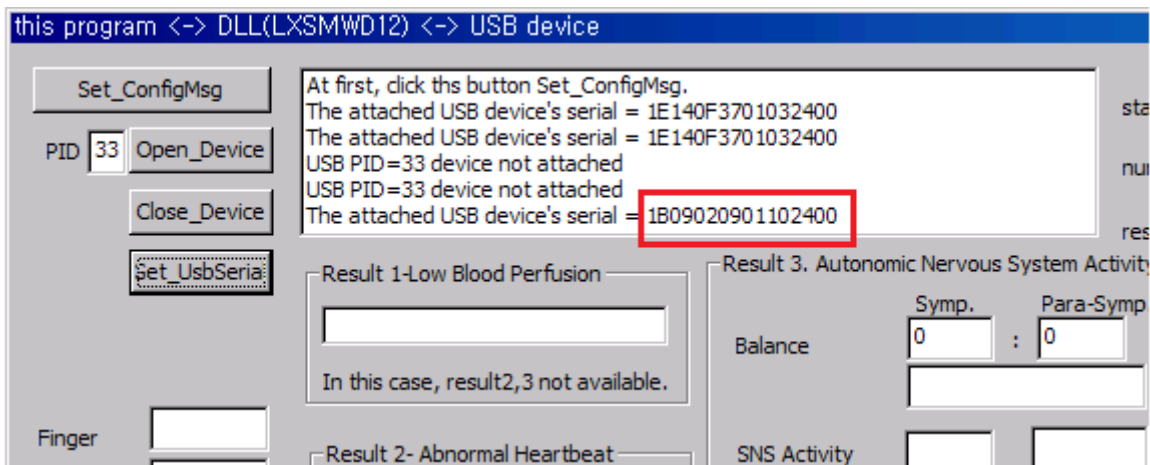 this program <-> DLL(LXSMWD12) <-> USB device
Set_ConfigMsg
PID 33 Open_Device
Close_Device
Get_UsbSerial
At first, click ths button Set_ConfigMsg.
The attached USB device's serial = 1E140F3701032400
The attached USB device's serial = 1E140F3701032400
USB PID=33 device not attached
USB PID=33 device not attached
The attached USB device's serial = 1B09020901102400
sta
nur
res
Result 1-Low Blood Perfusion
In this case, result2,3 not available.
Result 3. Autonomic Nervous System Activity
Symp. Para-Symp.
Balance 0 : 0
Finger
Result 2- Abnormal Heartbeat
SNS Activity